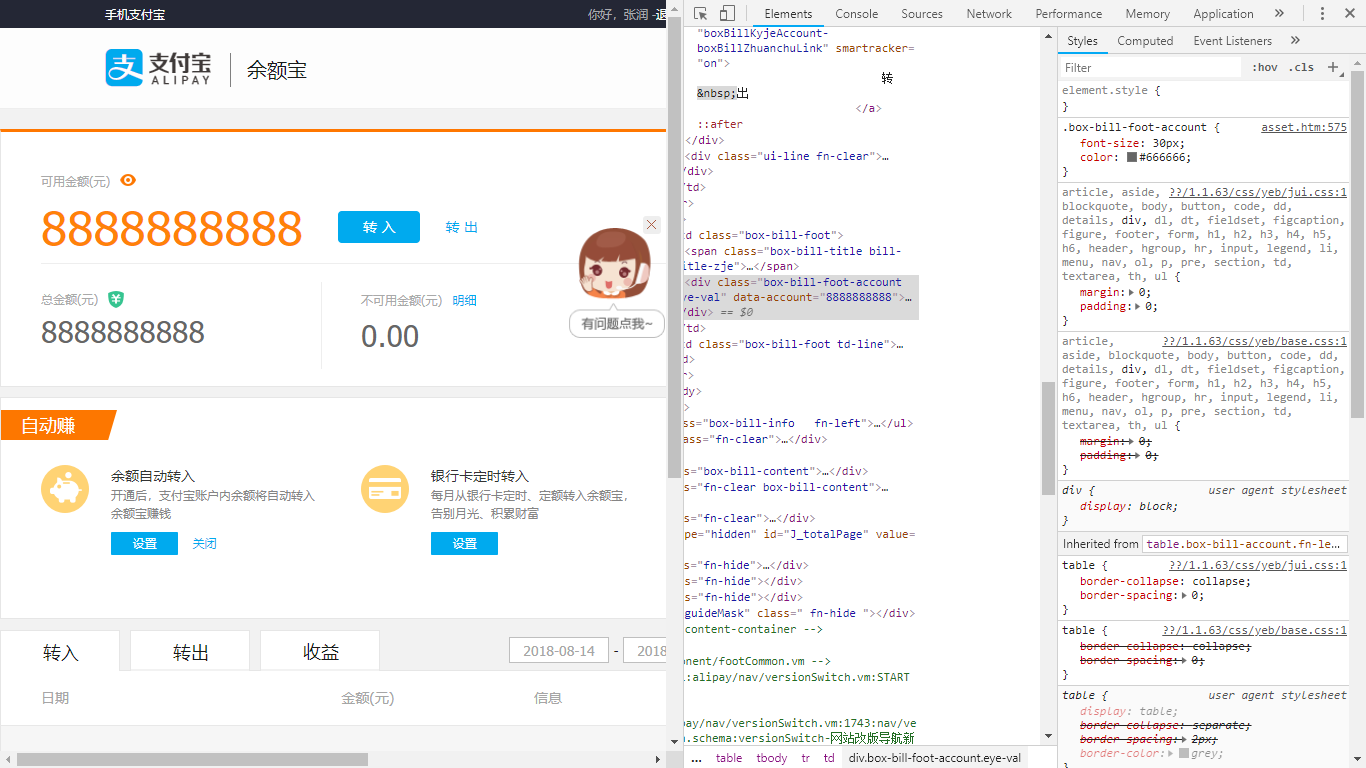 手机支付宝
你好，张润 -退
支付宝
ALIPAY
余额宝
可用金额(元)
8888888888
转 入
转 出
总金额(元)
8888888888
不可用金额(元) 明细
0.00
有问题点我~
自动赚
余额自动转入
开通后，支付宝账户内余额将自动转入
余额宝赚钱
设置 关闭
银行卡定时转入
每月从银行卡定时、定额转入余额宝，
告别月光、积累财富
设置
转入 转出 收益
2018-08-14 - 2018
日期 金额(元) 信息
Elements Console Sources Network Performance Memory Application »
"boxBillKyjeAccount-
boxBillZhuanchuLink" smartracker=
"on">
转
&nbsp;出
</a>
::after
</div>
<div class="ui-line fn-clear">…
/div>
/td>
r>
>
td class="box-bill-foot">
<span class="box-bill-title bill-
itle-zje">…</span>
<div class="box-bill-foot-account
eye-val" data-account="8888888888">…
/div> == $0
/td>
td class="box-bill-foot td-line">…
d>
r>
dy>
>
ss="box-bill-info   fn-left">…</ul>
ass="fn-clear">…</div>
s="box-bill-content">…</div>
s="fn-clear box-bill-content">…
s="fn-clear">…</div>
pe="hidden" id="J_totalPage" value=
s="fn-hide">…</div>
s="fn-hide"></div>
s="fn-hide"></div>
guideMask" class=" fn-hide "></div>
content-container -->
onent/footCommon.vm -->
:alipay/nav/versionSwitch.vm:START
pay/nav/versionSwitch.vm:1743:nav/ve
n.schema:versionSwitch-网站改版导航新
... table tbody tr td div.box-bill-foot-account.eye-val
Styles Computed Event Listeners »
Filter :hov .cls +
element.style {
}
.box-bill-foot-account { asset.htm:575
font-size: 30px;
color: #666666;
}
article, aside, ??/1.1.63/css/yeb/jui.css:1
blockquote, body, button, code, dd,
details, div, dl, dt, fieldset, figcaption,
figure, footer, form, h1, h2, h3, h4, h5,
h6, header, hgroup, hr, input, legend, li,
menu, nav, ol, p, pre, section, td,
textarea, th, ul {
margin: 0;
padding: 0;
}
article, ??/1.1.63/css/yeb/base.css:1
aside, blockquote, body, button, code, dd,
details, div, dl, dt, fieldset, figcaption,
figure, footer, form, h1, h2, h3, h4, h5,
h6, header, hgroup, hr, input, legend, li,
menu, nav, ol, p, pre, section, td,
textarea, th, ul {
margin: 0;
padding: 0;
}
div { user agent stylesheet
display: block;
}
Inherited from table.box-bill-account.fn-le…
table { ??/1.1.63/css/yeb/jui.css:1
border-collapse: collapse;
border-spacing: 0;
}
table { ??/1.1.63/css/yeb/base.css:1
border-collapse: collapse;
border-spacing: 0;
}
table { user agent stylesheet
display: table;
border-collapse: separate;
border-spacing: 2px;
border-color: grey;
}